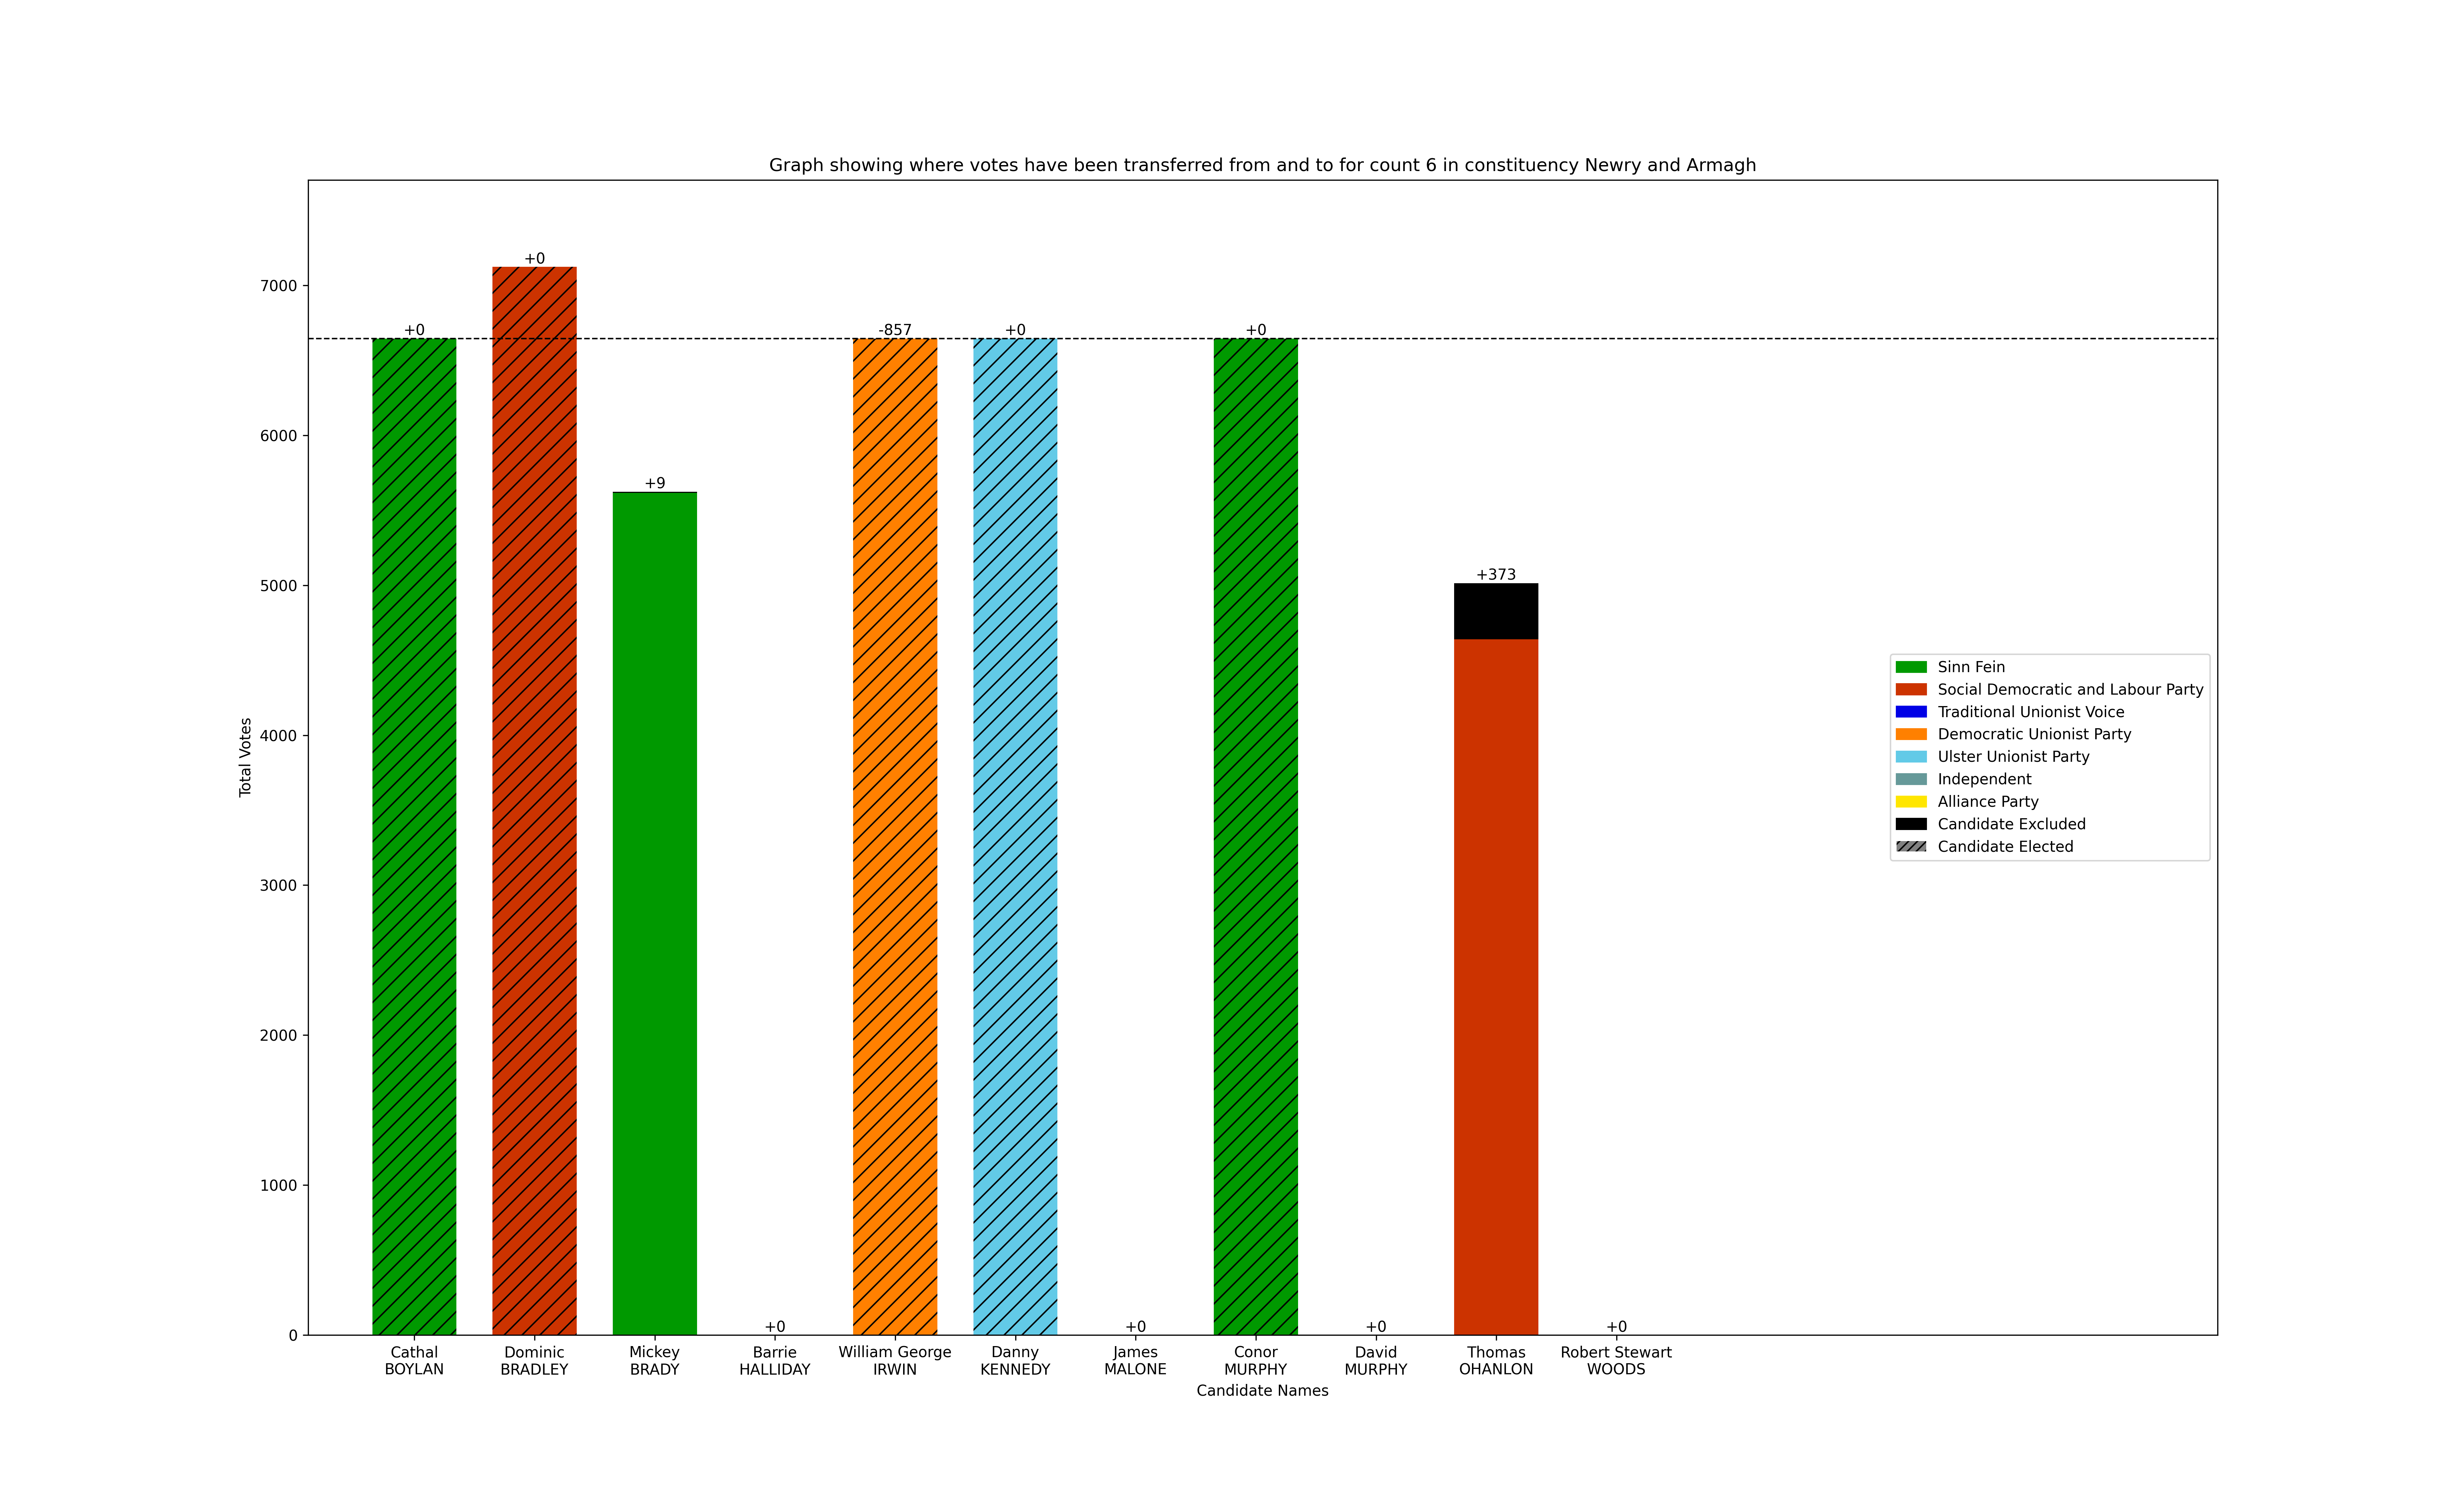 Graph showing where votes have been transferred from and to for count 6 in constituency Newry and Armagh
Total Votes
7000
6000
5000
4000
3000
2000
1000
0
+0
+0
+9
+0
-857
+0
+0
+0
+0
+373
+0
Cathal
BOYLAN
Dominic
BRADLEY
Mickey
BRADY
Barrie
HALLIDAY
William George
IRWIN
Danny
KENNEDY
James
MALONE
Conor
MURPHY
David
MURPHY
Thomas
OHANLON
Robert Stewart
WOODS
Candidate Names
Sinn Fein
Social Democratic and Labour Party
Traditional Unionist Voice
Democratic Unionist Party
Ulster Unionist Party
Independent
Alliance Party
Candidate Excluded
Candidate Elected